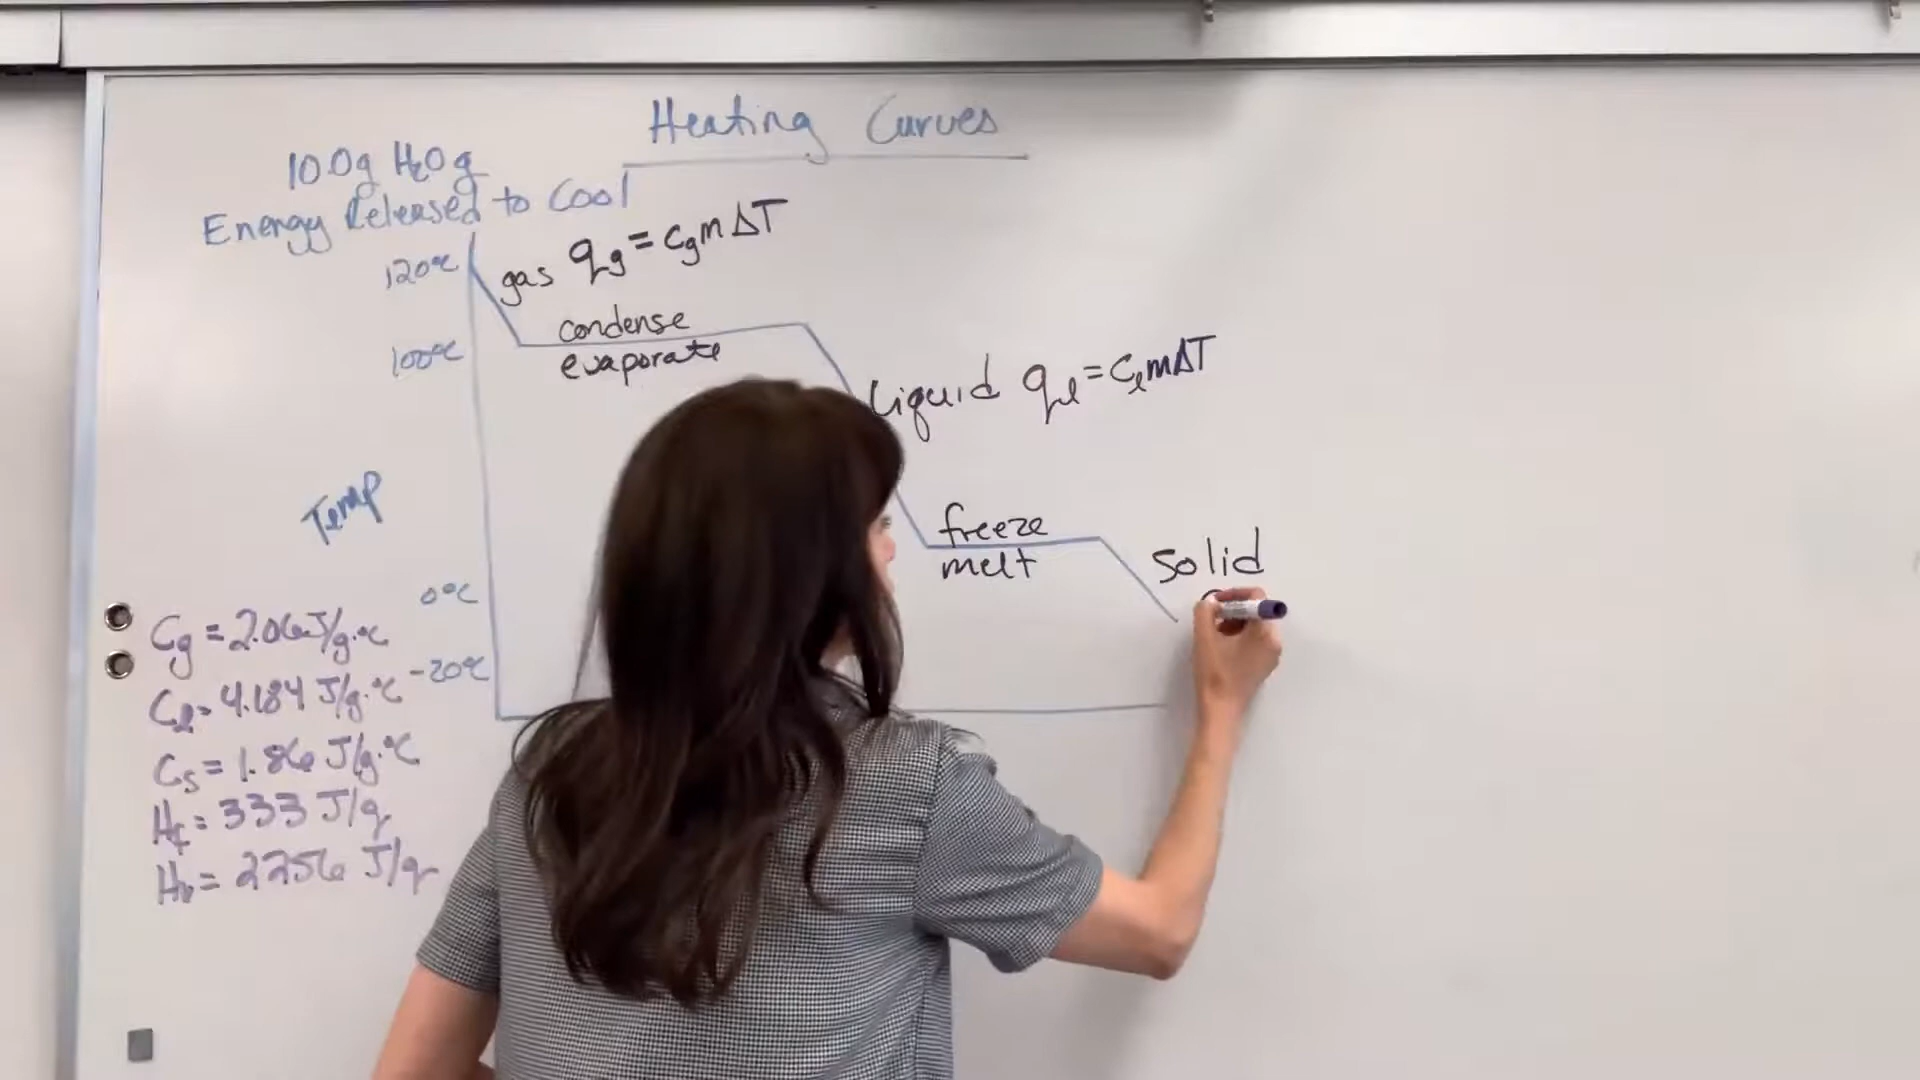 Heating Curves
10.0g H2O g
Energy Released to Cool
120°C
gas qg = cgmΔT
condense
evaporate
100°C
Liquid qℓ = cℓmΔT
Temp
freeze
melt
solid
0°C
-20°C
Cg = 2.06J/g·°C
Cℓ = 4.184 J/g·°C
Cs = 1.86 J/g·°C
Hf = 333 J/g
Hv = 2256 J/g